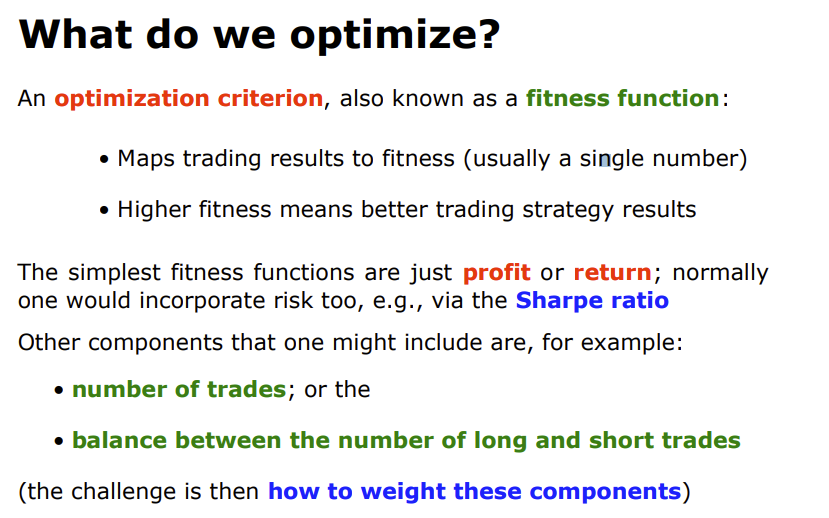 What do we optimize?
An optimization criterion, also known as a fitness function:
• Maps trading results to fitness (usually a single number)
• Higher fitness means better trading strategy results
The simplest fitness functions are just profit or return; normally
one would incorporate risk too, e.g., via the Sharpe ratio
Other components that one might include are, for example:
• number of trades; or the
• balance between the number of long and short trades
(the challenge is then how to weight these components)